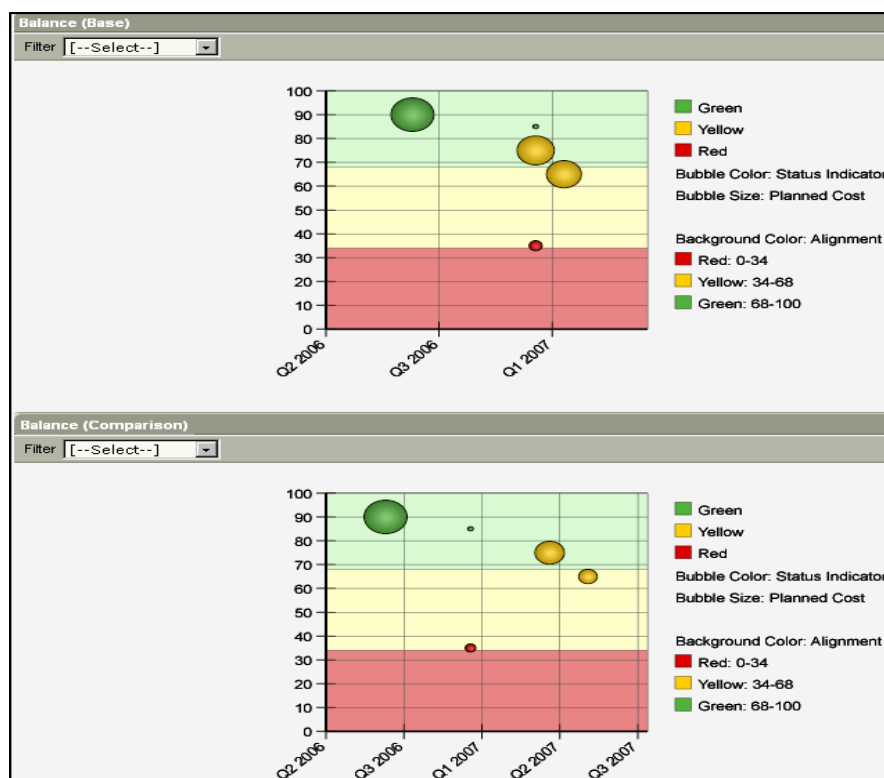 Balance (Base)
Filter [--Select--]
100
90
80
70
60
50
40
30
20
10
0
Q2 2006
Q3 2006
Q1 2007
Green
Yellow
Red
Bubble Color: Status Indicator
Bubble Size: Planned Cost
Background Color: Alignment
Red: 0-34
Yellow: 34-68
Green: 68-100
Balance (Comparison)
Filter [--Select--]
100
90
80
70
60
50
40
30
20
10
0
Q2 2006
Q3 2006
Q1 2007
Q2 2007
Q3 2007
Green
Yellow
Red
Bubble Color: Status Indicator
Bubble Size: Planned Cost
Background Color: Alignment
Red: 0-34
Yellow: 34-68
Green: 68-100